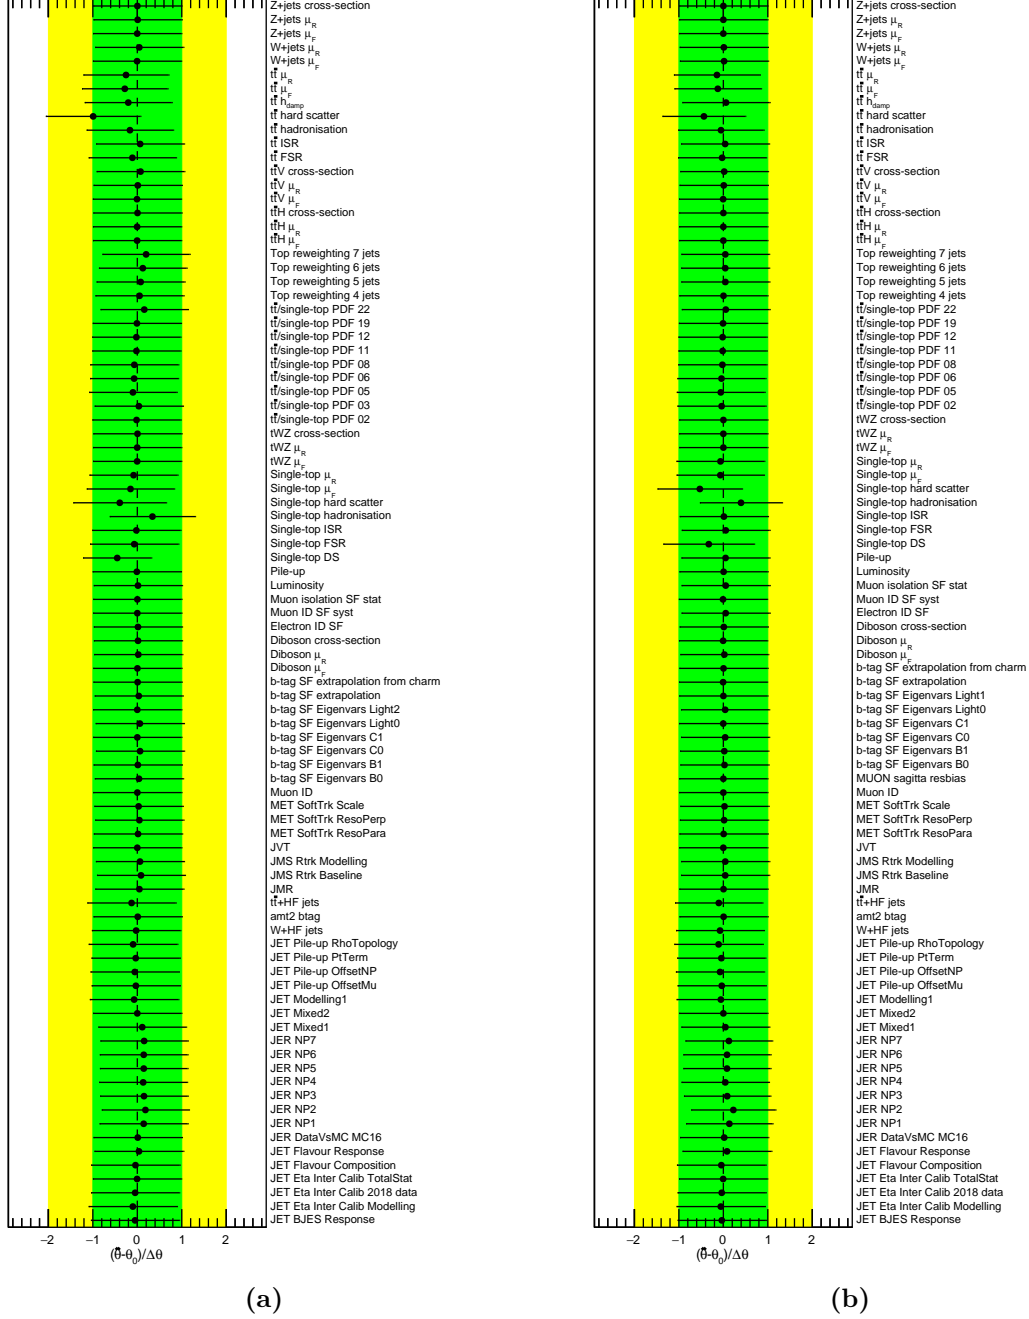 Z+jets cross-section
Z+jets μR
Z+jets μF
W+jets μR
W+jets μF
tt̄ μR
tt̄ μF
tt̄ hdamp
tt̄ hard scatter
tt̄ hadronisation
tt̄ ISR
tt̄ FSR
tt̄V cross-section
tt̄V μR
tt̄V μF
tt̄H cross-section
tt̄H μR
tt̄H μF
Top reweighting 7 jets
Top reweighting 6 jets
Top reweighting 5 jets
Top reweighting 4 jets
tt̄/single-top PDF 22
tt̄/single-top PDF 19
tt̄/single-top PDF 12
tt̄/single-top PDF 11
tt̄/single-top PDF 08
tt̄/single-top PDF 06
tt̄/single-top PDF 05
tt̄/single-top PDF 03
tt̄/single-top PDF 02
tWZ cross-section
tWZ μR
tWZ μF
Single-top μR
Single-top μF
Single-top hard scatter
Single-top hadronisation
Single-top ISR
Single-top FSR
Single-top DS
Pile-up
Luminosity
Muon isolation SF stat
Muon ID SF syst
Electron ID SF
Diboson cross-section
Diboson μR
Diboson μF
b-tag SF extrapolation from charm
b-tag SF extrapolation
b-tag SF Eigenvars Light2
b-tag SF Eigenvars Light0
b-tag SF Eigenvars C1
b-tag SF Eigenvars C0
b-tag SF Eigenvars B1
b-tag SF Eigenvars B0
Muon ID
MET SoftTrk Scale
MET SoftTrk ResoPerp
MET SoftTrk ResoPara
JVT
JMS Rtrk Modelling
JMS Rtrk Baseline
JMR
tt̄+HF jets
amt2 btag
W+HF jets
JET Pile-up RhoTopology
JET Pile-up PtTerm
JET Pile-up OffsetNP
JET Pile-up OffsetMu
JET Modelling1
JET Mixed2
JET Mixed1
JER NP7
JER NP6
JER NP5
JER NP4
JER NP3
JER NP2
JER NP1
JER DataVsMC MC16
JET Flavour Response
JET Flavour Composition
JET Eta Inter Calib TotalStat
JET Eta Inter Calib 2018 data
JET Eta Inter Calib Modelling
JET BJES Response
−2 −1 0 1 2
(θ̂-θ0)/Δθ
(a)
Z+jets cross-section
Z+jets μR
Z+jets μF
W+jets μR
W+jets μF
tt̄ μR
tt̄ μF
tt̄ hdamp
tt̄ hard scatter
tt̄ hadronisation
tt̄ ISR
tt̄ FSR
tt̄V cross-section
tt̄V μR
tt̄V μF
tt̄H cross-section
tt̄H μR
tt̄H μF
Top reweighting 7 jets
Top reweighting 6 jets
Top reweighting 5 jets
Top reweighting 4 jets
tt̄/single-top PDF 22
tt̄/single-top PDF 19
tt̄/single-top PDF 12
tt̄/single-top PDF 11
tt̄/single-top PDF 08
tt̄/single-top PDF 06
tt̄/single-top PDF 05
tt̄/single-top PDF 02
tWZ cross-section
tWZ μR
tWZ μF
Single-top μR
Single-top μF
Single-top hard scatter
Single-top hadronisation
Single-top ISR
Single-top FSR
Single-top DS
Pile-up
Luminosity
Muon isolation SF stat
Muon ID SF syst
Electron ID SF
Diboson cross-section
Diboson μR
Diboson μF
b-tag SF extrapolation from charm
b-tag SF extrapolation
b-tag SF Eigenvars Light1
b-tag SF Eigenvars Light0
b-tag SF Eigenvars C1
b-tag SF Eigenvars C0
b-tag SF Eigenvars B1
b-tag SF Eigenvars B0
MUON sagitta resbias
Muon ID
MET SoftTrk Scale
MET SoftTrk ResoPerp
MET SoftTrk ResoPara
JVT
JMS Rtrk Modelling
JMS Rtrk Baseline
JMR
tt̄+HF jets
amt2 btag
W+HF jets
JET Pile-up RhoTopology
JET Pile-up PtTerm
JET Pile-up OffsetNP
JET Pile-up OffsetMu
JET Modelling1
JET Mixed2
JET Mixed1
JER NP7
JER NP6
JER NP5
JER NP4
JER NP3
JER NP2
JER NP1
JER DataVsMC MC16
JET Flavour Response
JET Flavour Composition
JET Eta Inter Calib TotalStat
JET Eta Inter Calib 2018 data
JET Eta Inter Calib Modelling
JET BJES Response
−2 −1 0 1 2
(θ̂-θ0)/Δθ
(b)